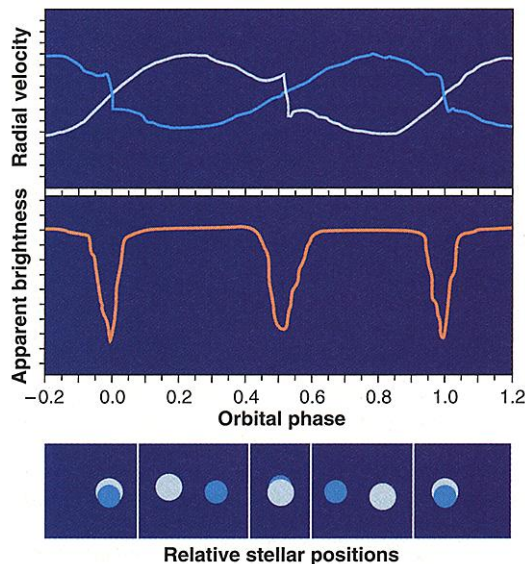 Radial velocity
Apparent brightness
−0.2 0.0 0.2 0.4 0.6 0.8 1.0 1.2
Orbital phase
Relative stellar positions